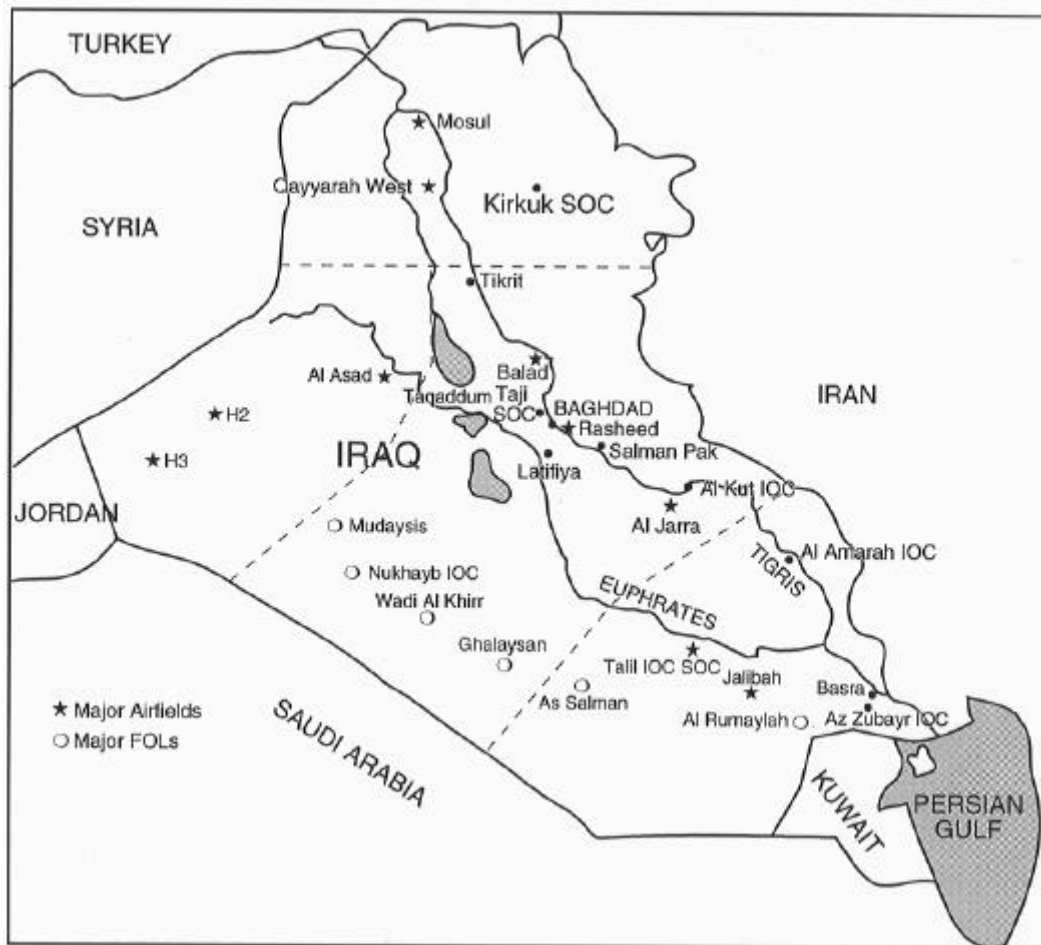 TURKEY
Mosul
Qayyarah West
Kirkuk SOC
SYRIA
Tikrit
Al Asad
Balad
Taqaddum
Taji
SOC
BAGHDAD
Rasheed
IRAN
H2
IRAQ
Salman Pak
Latifiya
H3
Al Kut IOC
JORDAN
Al Jarra
Mudaysis
Al Amarah IOC
TIGRIS
Nukhayb IOC
Wadi Al Khirr
EUPHRATES
Ghalaysan
Talil IOC SOC
Jalibah
As Salman
Basra
Al Rumaylah
Az Zubayr IOC
★ Major Airfields
○ Major FOLs
SAUDI ARABIA
KUWAIT
PERSIAN
GULF